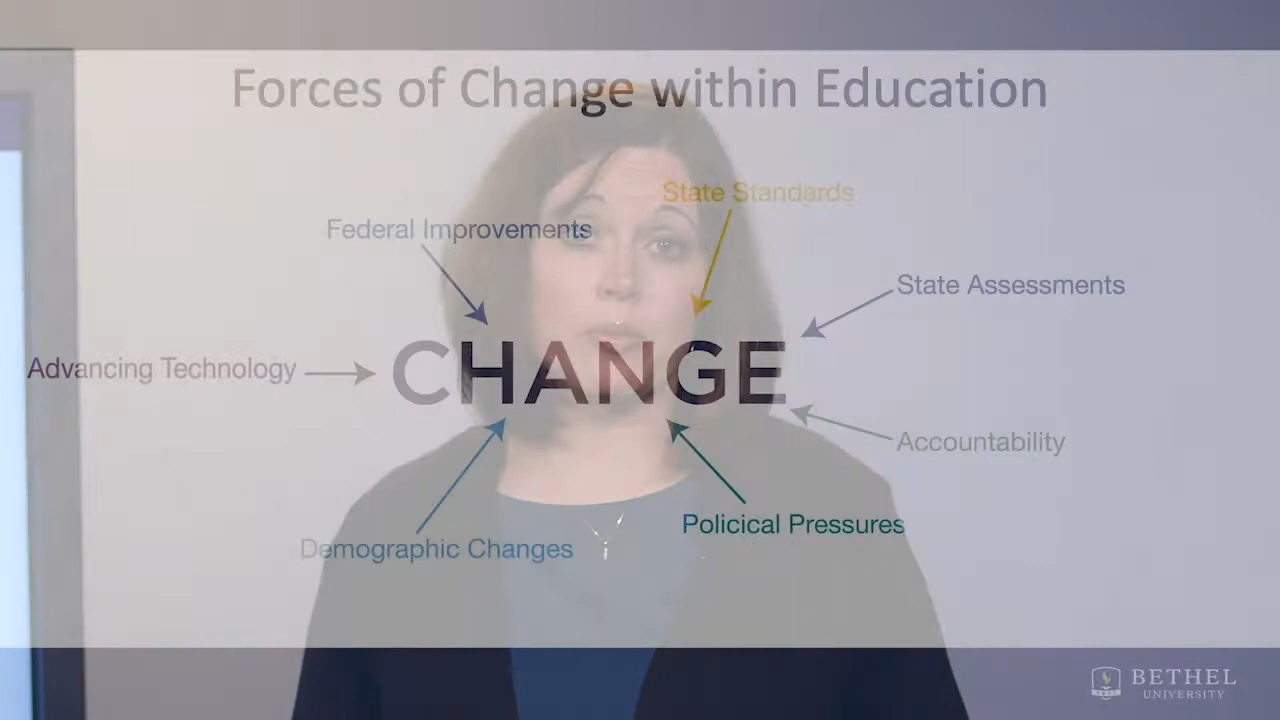 Forces of Change within Education
State Standards
Federal Improvements
State Assessments
Advancing Technology
CHANGE
Accountability
Policical Pressures
Demographic Changes
BETHEL
UNIVERSITY